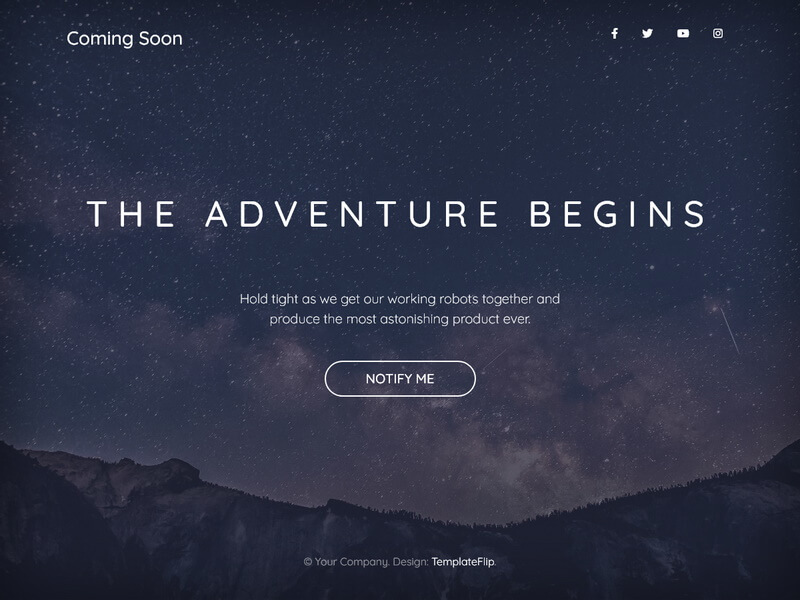 Coming Soon
THE ADVENTURE BEGINS
Hold tight as we get our working robots together and
produce the most astonishing product ever.
NOTIFY ME
© Your Company. Design: TemplateFlip.